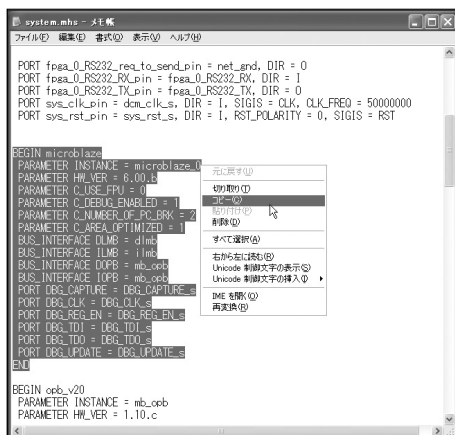 system.mhs - メモ帳
ファイル(F) 編集(E) 書式(O) 表示(V) ヘルプ(H)
PORT fpga_0_RS232_req_to_send_pin = net_gnd, DIR = O
PORT fpga_0_RS232_RX_pin = fpga_0_RS232_RX, DIR = I
PORT fpga_0_RS232_TX_pin = fpga_0_RS232_TX, DIR = O
PORT sys_clk_pin = dcm_clk_s, DIR = I, SIGIS = CLK, CLK_FREQ = 50000000
PORT sys_rst_pin = sys_rst_s, DIR = I, RST_POLARITY = 0, SIGIS = RST
BEGIN microblaze
PARAMETER INSTANCE = microblaze_0
PARAMETER HW_VER = 6.00.b
PARAMETER C_USE_FPU = 0
PARAMETER C_DEBUG_ENABLED = 1
PARAMETER C_NUMBER_OF_PC_BRK = 2
PARAMETER C_AREA_OPTIMIZED = 1
BUS_INTERFACE DLMB = dlmb
BUS_INTERFACE ILMB = ilmb
BUS_INTERFACE DOPB = mb_opb
BUS_INTERFACE IOPB = mb_opb
PORT DBG_CAPTURE = DBG_CAPTURE_s
PORT DBG_CLK = DBG_CLK_s
PORT DBG_REG_EN = DBG_REG_EN_s
PORT DBG_TDI = DBG_TDI_s
PORT DBG_TDO = DBG_TDO_s
PORT DBG_UPDATE = DBG_UPDATE_s
END
BEGIN opb_v20
PARAMETER INSTANCE = mb_opb
PARAMETER HW_VER = 1.10.c
元に戻す(U)
切り取り(T)
コピー(C)
貼り付け(P)
削除(D)
すべて選択(A)
右から左に読む(R)
Unicode 制御文字の表示(S)
Unicode 制御文字の挿入(I)
IME を開く(O)
再変換(R)